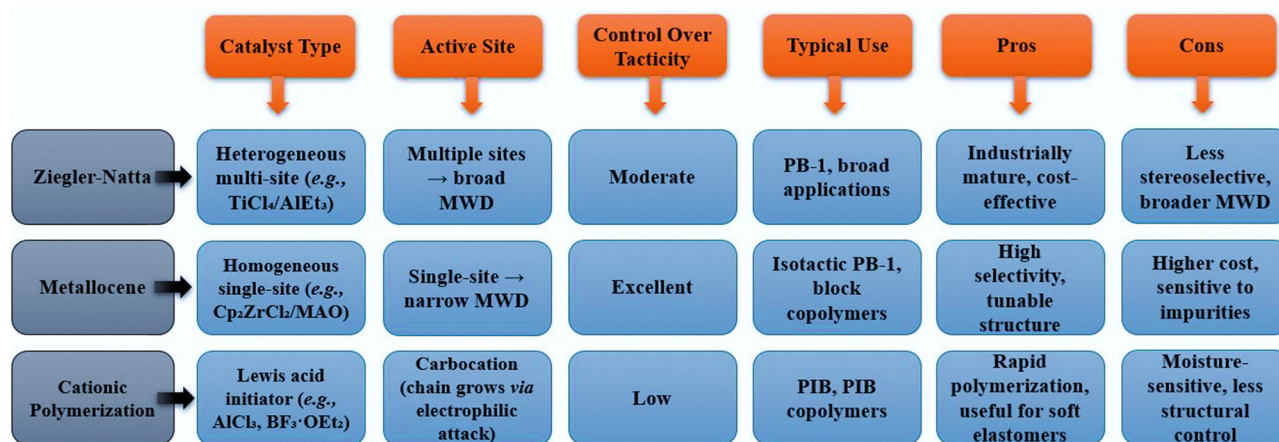 Catalyst Type
Active Site
Control Over
Tacticity
Typical Use
Pros
Cons
Ziegler-Natta
Heterogeneous
multi-site (e.g.,
TiCl₄/AlEt₃)
Multiple sites
→ broad
MWD
Moderate
PB-1, broad
applications
Industrially
mature, cost-
effective
Less
stereoselective,
broader MWD
Metallocene
Homogeneous
single-site (e.g.,
Cp₂ZrCl₂/MAO)
Single-site →
narrow MWD
Excellent
Isotactic PB-1,
block
copolymers
High
selectivity,
tunable
structure
Higher cost,
sensitive to
impurities
Cationic
Polymerization
Lewis acid
initiator (e.g.,
AlCl₃, BF₃·OEt₂)
Carbocation
(chain grows via
electrophilic
attack)
Low
PIB, PIB
copolymers
Rapid
polymerization,
useful for soft
elastomers
Moisture-
sensitive, less
structural
control